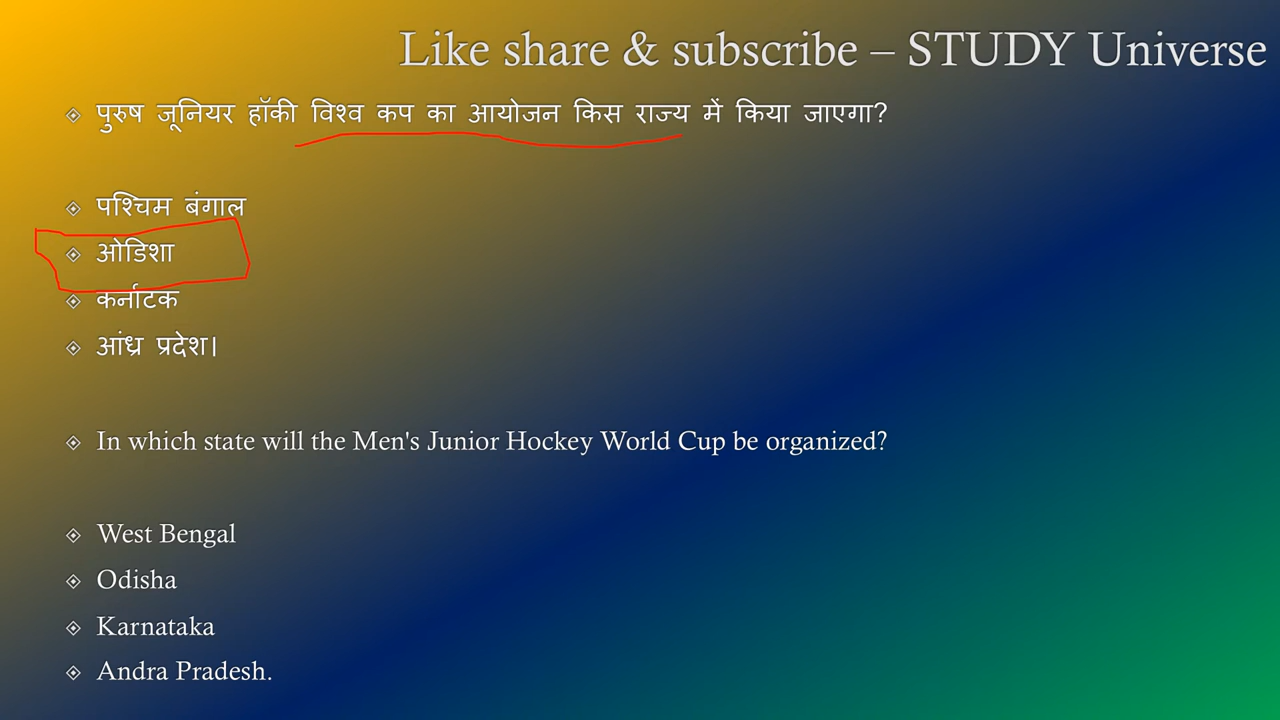 Like share & subscribe – STUDY Universe
पुरुष जूनियर हॉकी विश्व कप का आयोजन किस राज्य में किया जाएगा?
पश्चिम बंगाल
ओडिशा
कर्नाटक
आंध्र प्रदेश।
In which state will the Men's Junior Hockey World Cup be organized?
West Bengal
Odisha
Karnataka
Andra Pradesh.